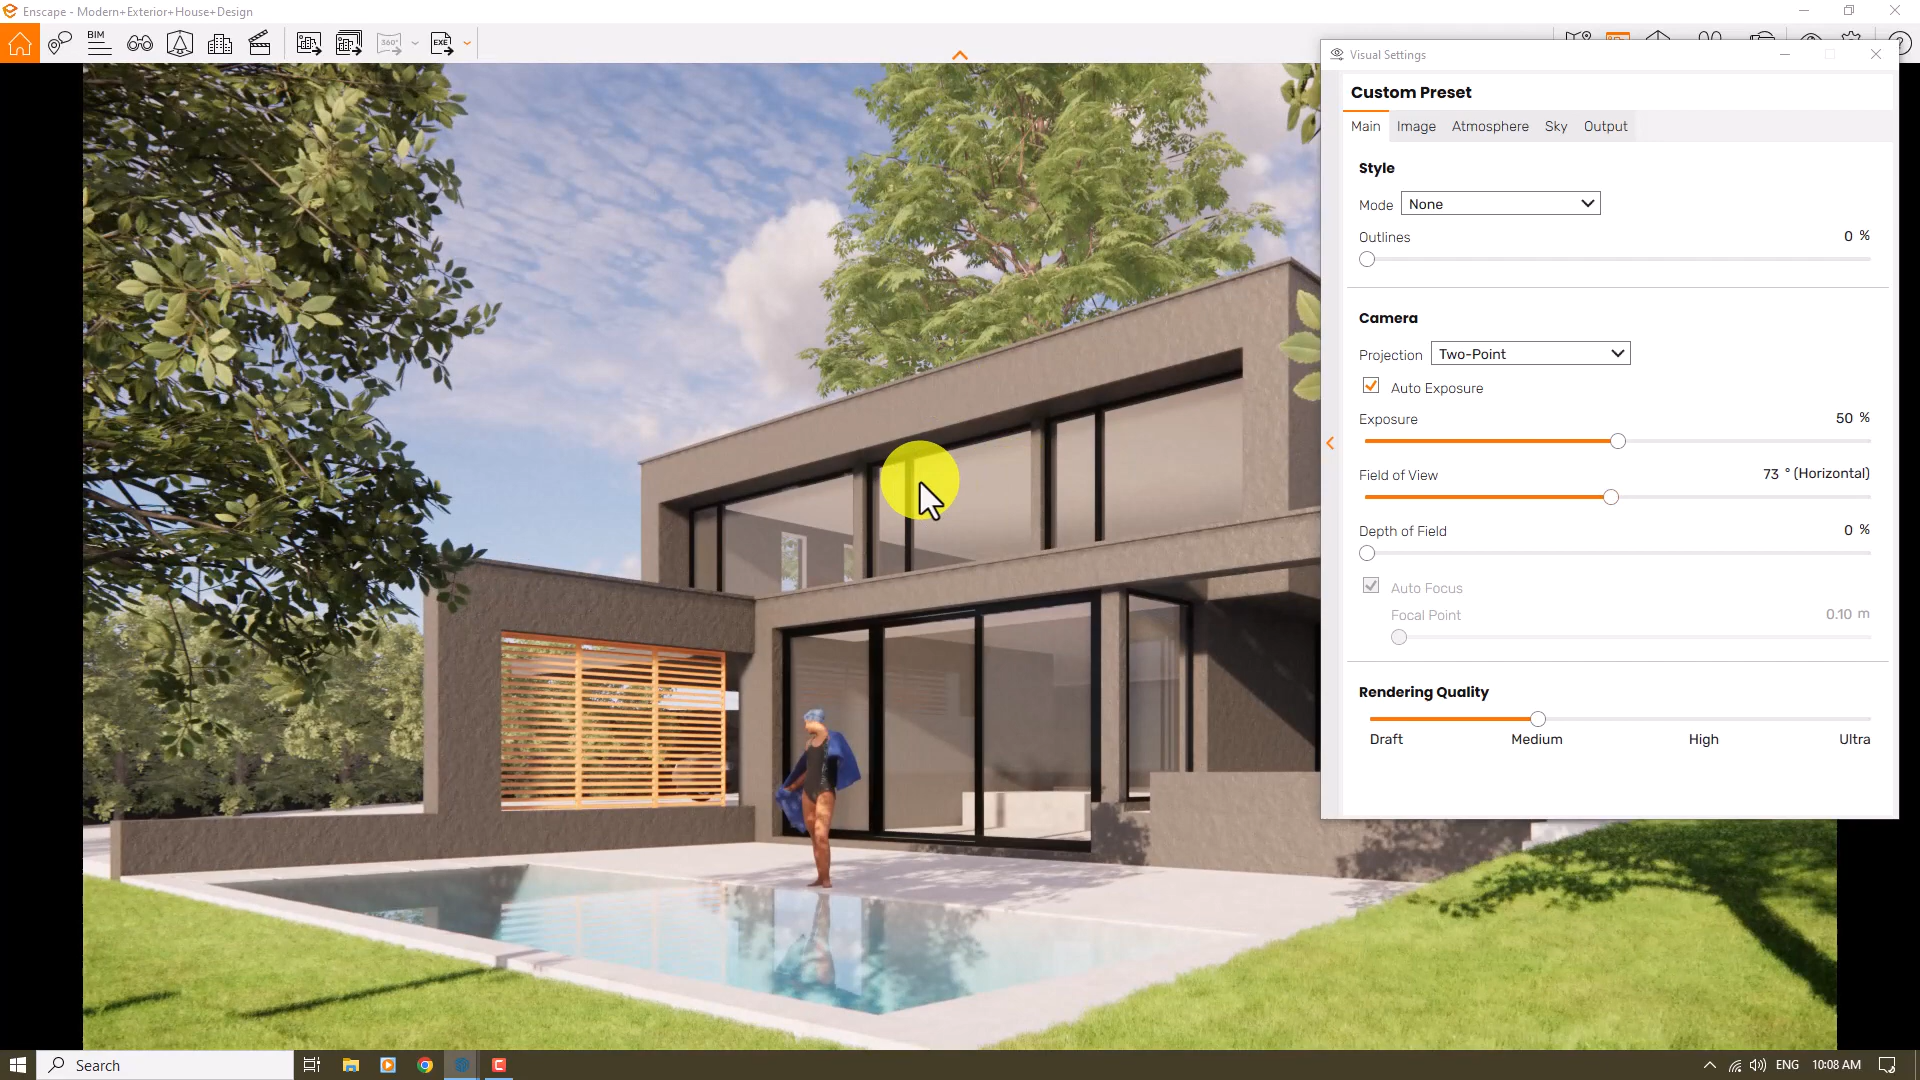 Enscape - Modern+Exterior+House+Design
BIM
360°
EXE
Visual Settings
Custom Preset
Main Image Atmosphere Sky Output
Style
Mode None
Outlines 0 %
Camera
Projection Two-Point
Auto Exposure
Exposure 50 %
Field of View 73 ° (Horizontal)
Depth of Field 0 %
Auto Focus
Focal Point 0.10 m
Rendering Quality
Draft Medium High Ultra
Search
ENG 10:08 AM